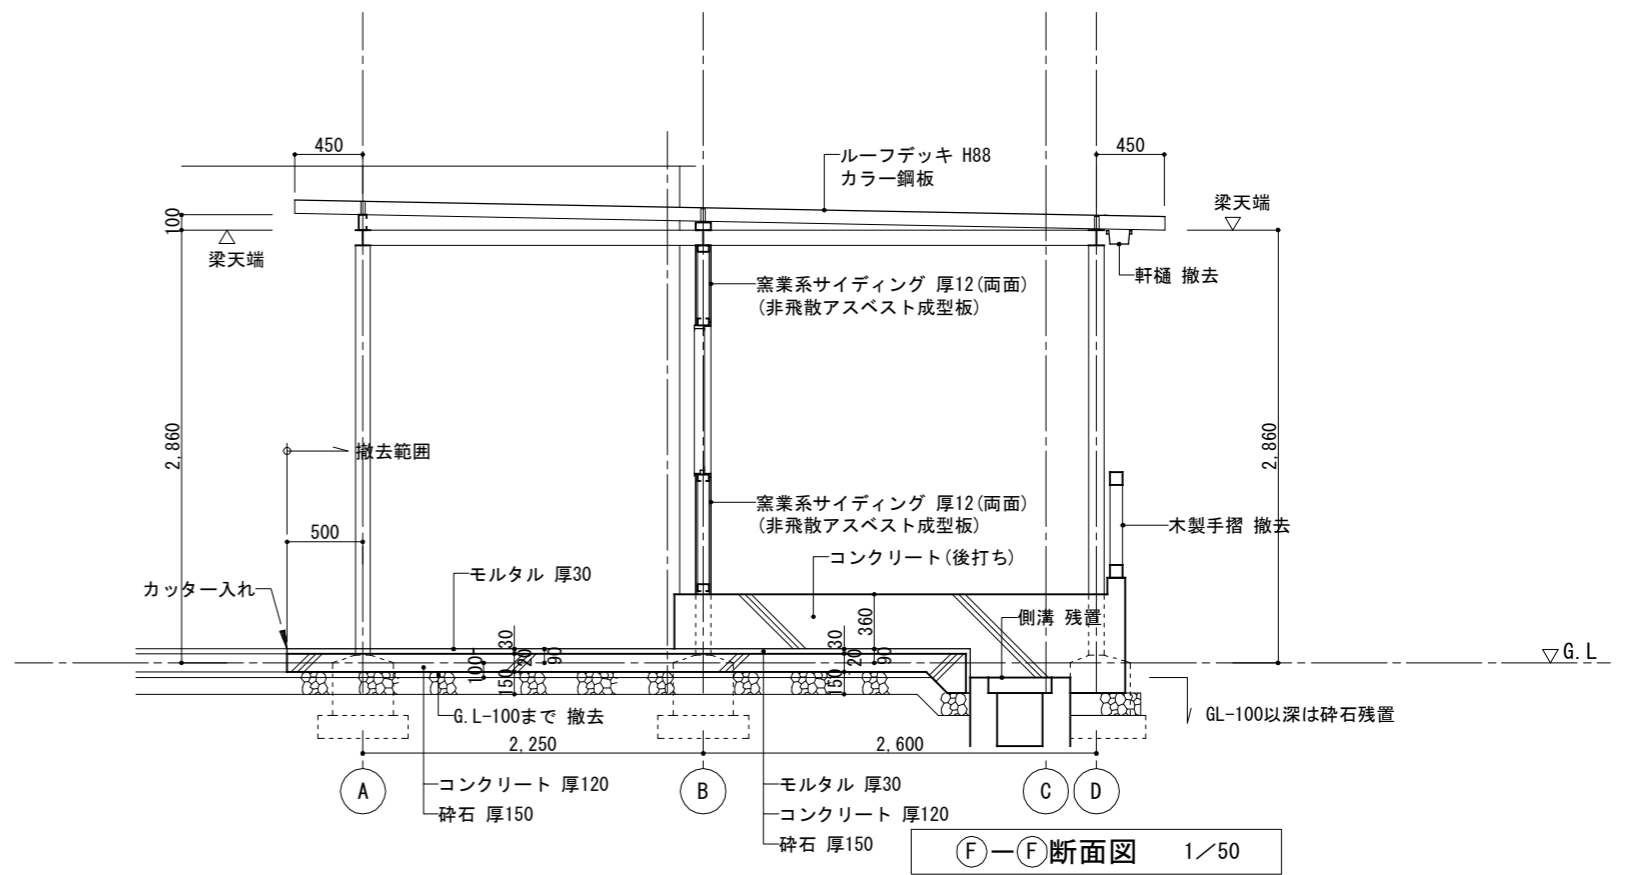 450
450
ルーフデッキ H88
カラー鋼板
100
梁天端
梁天端
軒樋 撤去
窯業系サイディング 厚12(両面)
(非飛散アスベスト成型板)
2,860
2,860
撤去範囲
窯業系サイディング 厚12(両面)
(非飛散アスベスト成型板)
木製手摺 撤去
500
コンクリート(後打ち)
カッター入れ
モルタル 厚30
側溝 残置
360
30
20
90
100
150
30
20
90
150
G.L
G.L-100まで 撤去
GL-100以深は砕石残置
2,250
2,600
A
B
C
D
コンクリート 厚120
砕石 厚150
モルタル 厚30
コンクリート 厚120
砕石 厚150
Ⓕ－Ⓕ断面図 1／50